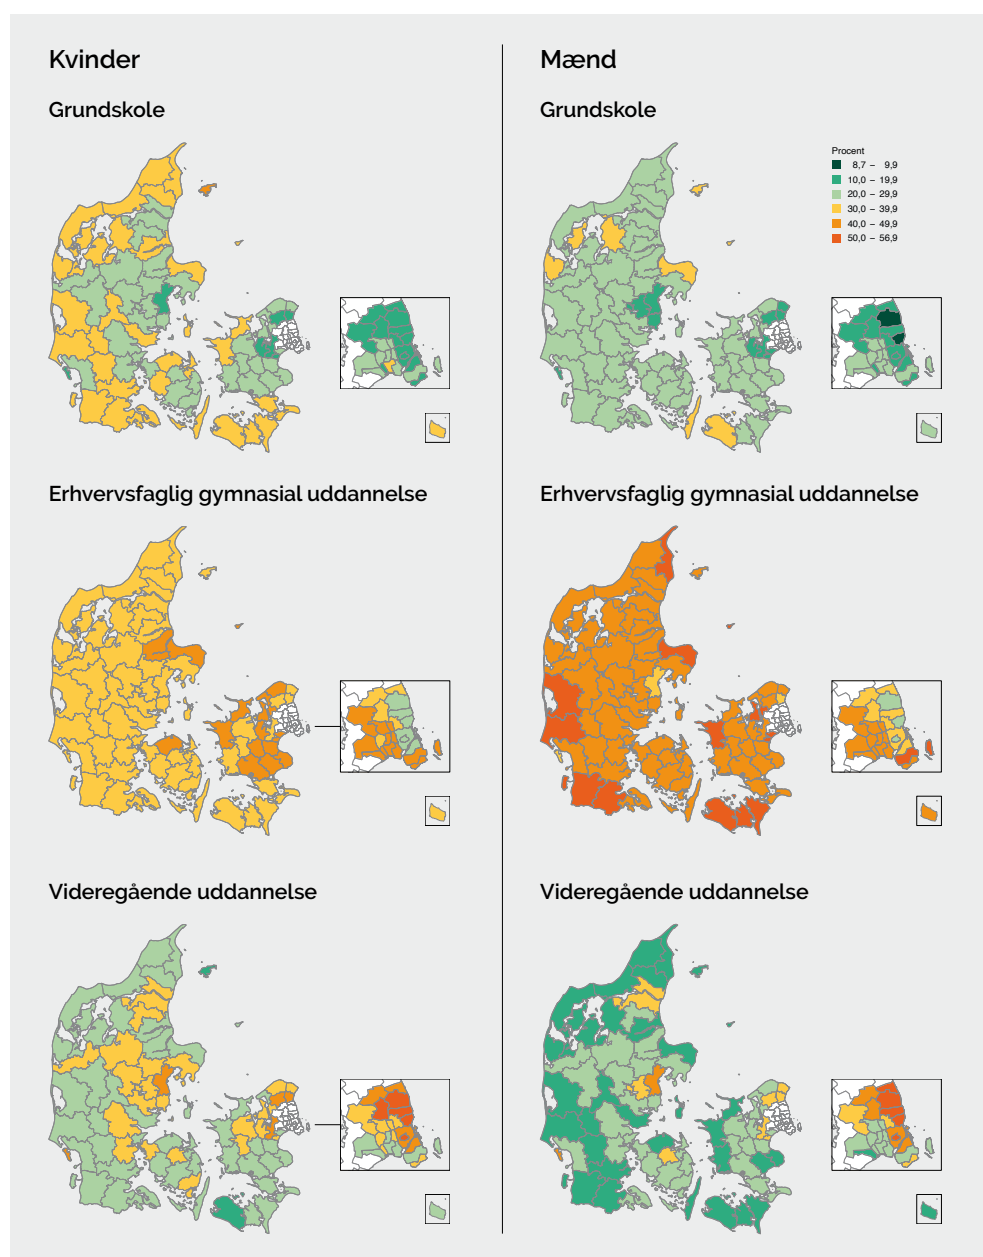 Kvinder
Grundskole
Erhvervsfaglig gymnasial uddannelse
Videregående uddannelse
Mænd
Grundskole
Procent
8,7 – 9,9
10,0 – 19,9
20,0 – 29,9
30,0 – 39,9
40,0 – 49,9
50,0 – 56,9
Erhvervsfaglig gymnasial uddannelse
Videregående uddannelse